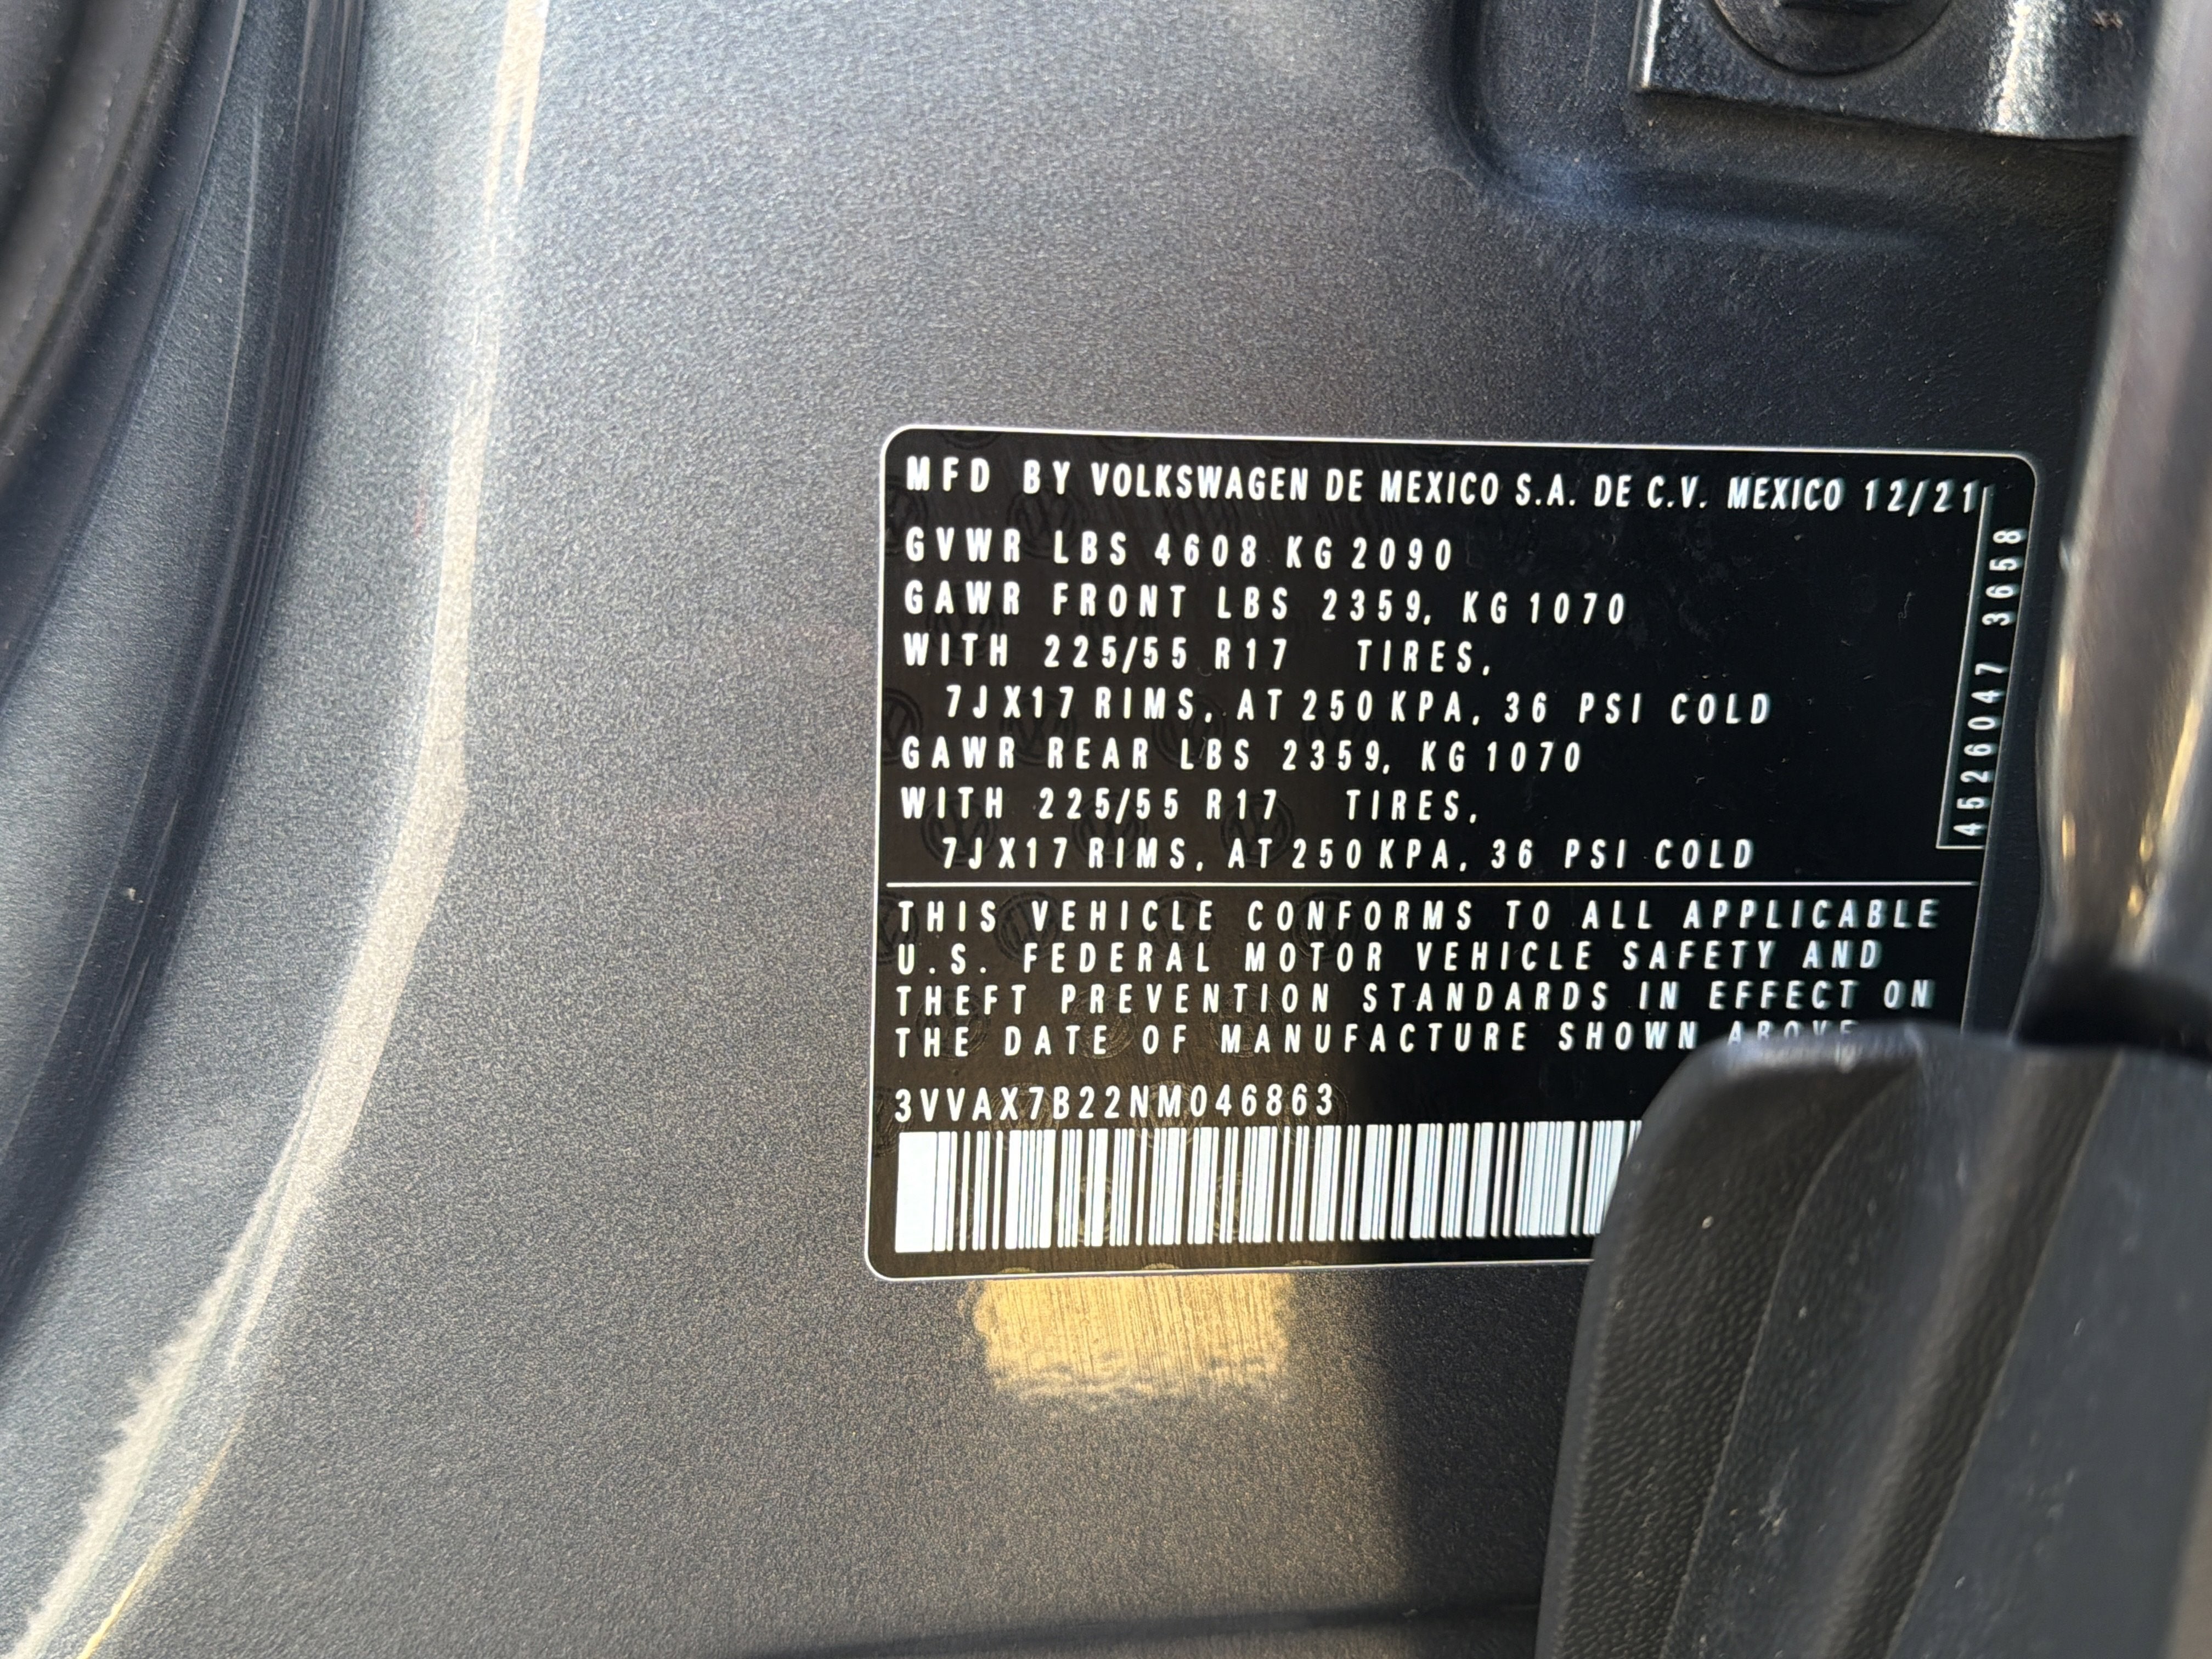 MFD BY VOLKSWAGEN DE MEXICO S.A. DE C.V. MEXICO 12/21
GVWR LBS 4608 KG 2090
GAWR FRONT LBS 2359, KG 1070
WITH 225/55 R17 TIRES,
7JX17 RIMS, AT 250 KPA, 36 PSI COLD
GAWR REAR LBS 2359, KG 1070
WITH 225/55 R17 TIRES,
7JX17 RIMS, AT 250 KPA, 36 PSI COLD
4526047 3658
THIS VEHICLE CONFORMS TO ALL APPLICABLE
U.S. FEDERAL MOTOR VEHICLE SAFETY AND
THEFT PREVENTION STANDARDS IN EFFECT ON
THE DATE OF MANUFACTURE SHOWN ABOVE
3VVAX7B22NM046863